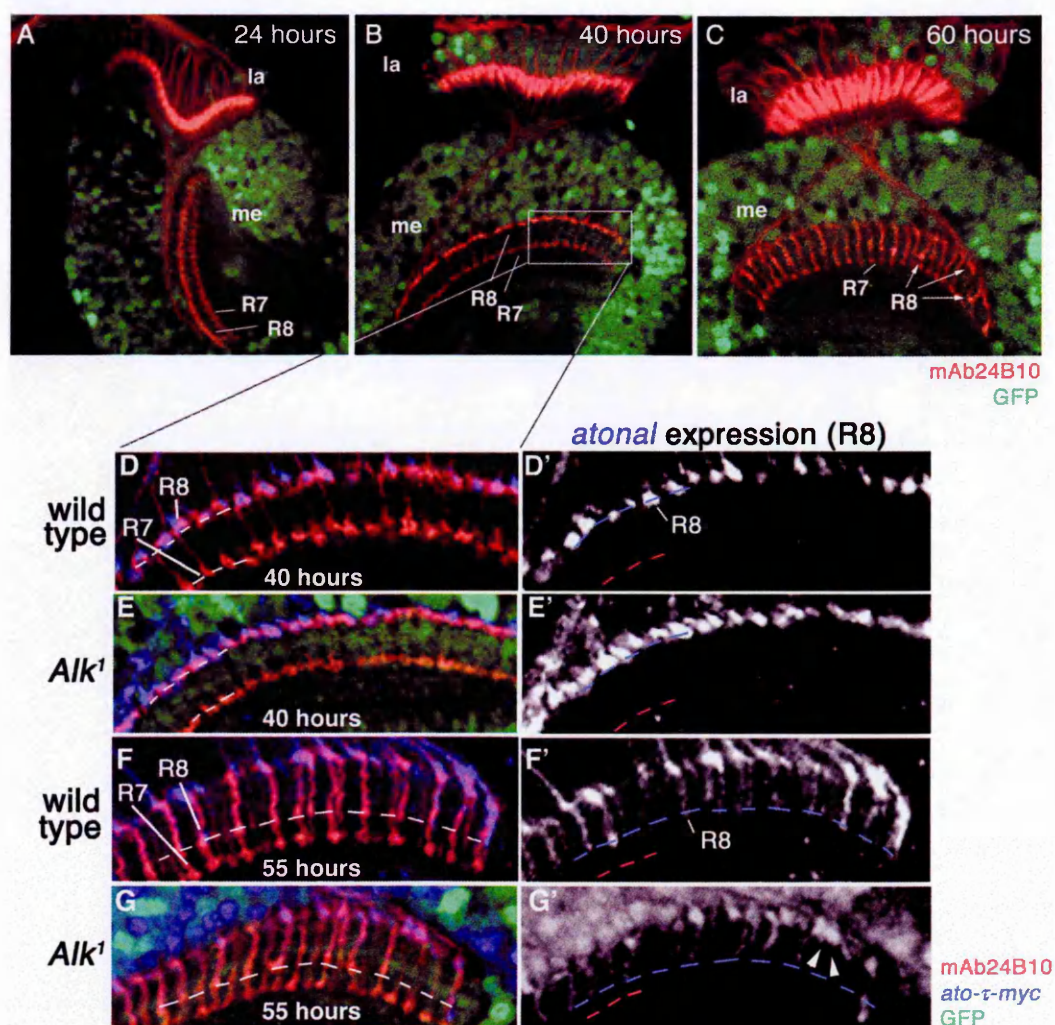 A 24 hours
la
me
R7
R8
B 40 hours
la
me
R8
R7
C 60 hours
la
me
R7
R8
mAb24B10
GFP
atonal expression (R8)
wild type
D
R8
R7
40 hours
D'
R8
Alk¹
E
40 hours
E'
wild type
F
R8
R7
55 hours
F'
R8
Alk¹
G
55 hours
G'
mAb24B10
ato-τ-myc
GFP